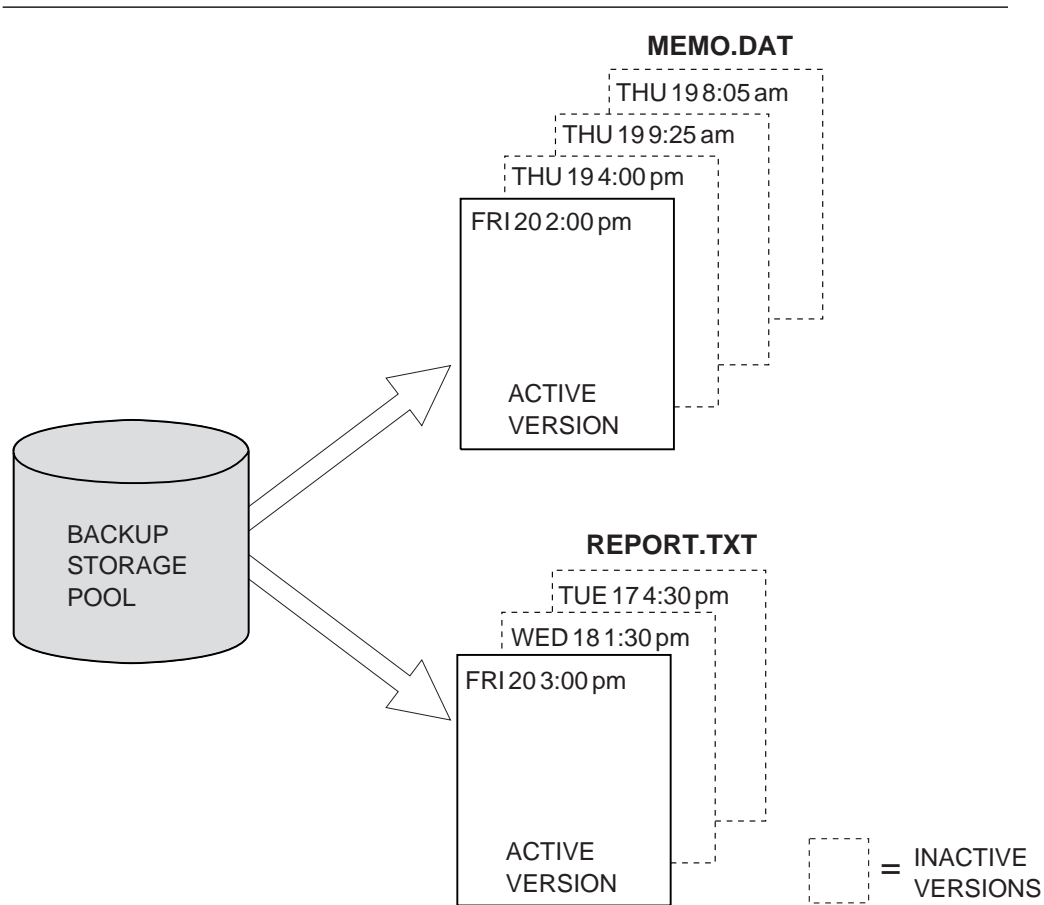 MEMO.DAT
THU 19 8:05 am
THU 19 9:25 am
THU 19 4:00 pm
FRI 20 2:00 pm
ACTIVE
VERSION
BACKUP
STORAGE
POOL
REPORT.TXT
TUE 17 4:30 pm
WED 18 1:30 pm
FRI 20 3:00 pm
ACTIVE
VERSION
= INACTIVE
VERSIONS